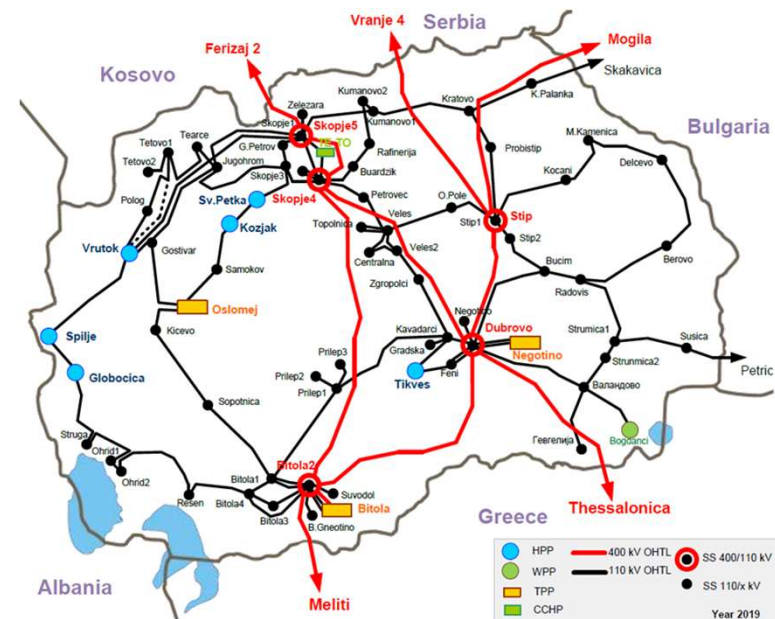 Serbia
Vranje 4
Mogila
Ferizaj 2
Skakavica
Kosovo
Kumanovo2
K.Palanka
Zelezara
Kratovo
Kumanovo1
Skopje1
Skopje5
Bulgaria
Tearce
TE-TO
Tetovo1
G.Petrov
Rafinerija
Probistip
M.Kamenica
Tetovo2
Jugohrom
Buardzik
Delcevo
Skopje3
Kocani
Sv.Petka
Skopje4
Petrovec
Polog
O.Pole
Kozjak
Veles
Stip
Topolnica
Stip1
Vrutok
Stip2
Gostivar
Veles2
Centralna
Berovo
Samokov
Bucim
Zgropolci
Radovis
Oslomej
Negotino
Kicevo
Kavadarci
Dubrovo
Strumica1
Spilje
Susica
Gradska
Negotino
Prilep3
Strunmica2
Petric
Globocica
Prilep2
Tikves
Feni
Prilep1
Валандово
Sopotnica
Bogdanci
Struga
Гевгелија
Ohrid1
Bitola2
Ohrid2
Bitola1
Suvodol
Resen
Bitola4
Bitola
Thessalonica
Bitola3
B.Gneotino
Greece
HPP
400 kV OHTL
SS 400/110 kV
WPP
110 kV OHTL
Albania
TPP
SS 110/x kV
Meliti
CCHP
Year 2019